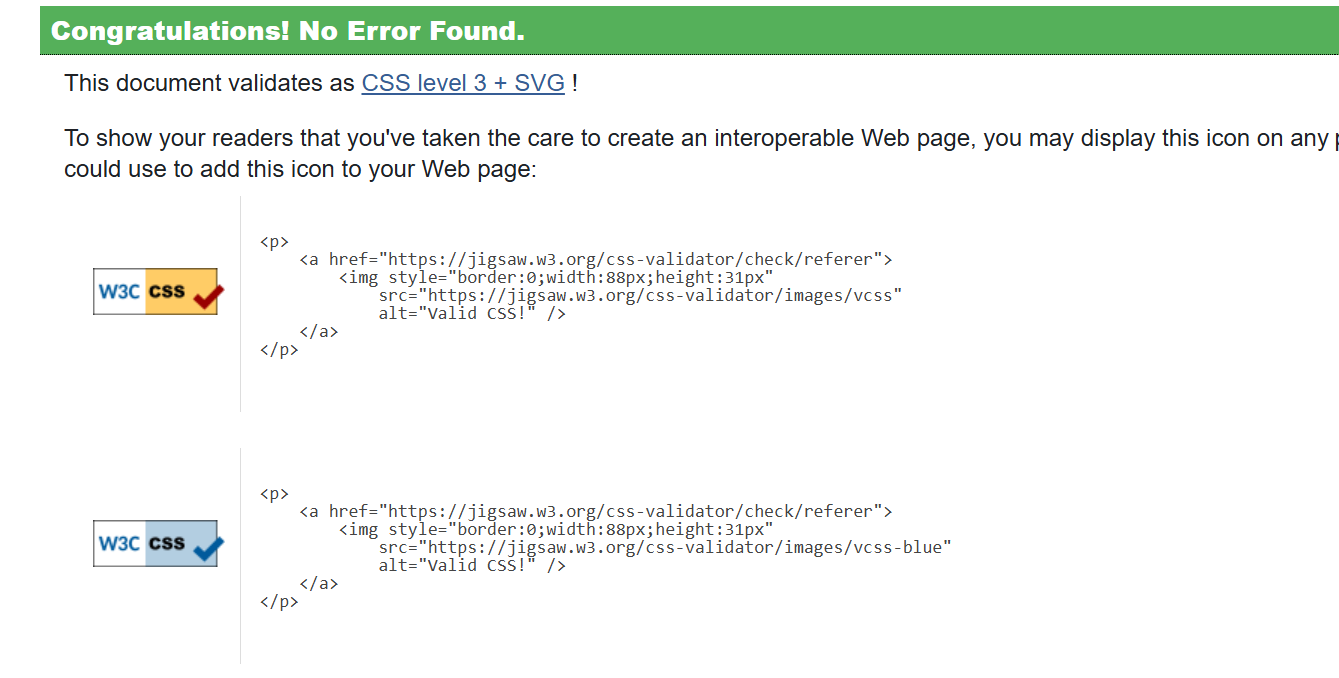 Congratulations! No Error Found.
This document validates as CSS level 3 + SVG !
To show your readers that you've taken the care to create an interoperable Web page, you may display this icon on any
could use to add this icon to your Web page:
W3C css
<p>
    <a href="https://jigsaw.w3.org/css-validator/check/referer">
        <img style="border:0;width:88px;height:31px"
            src="https://jigsaw.w3.org/css-validator/images/vcss"
            alt="Valid CSS!" />
    </a>
</p>
W3C css
<p>
    <a href="https://jigsaw.w3.org/css-validator/check/referer">
        <img style="border:0;width:88px;height:31px"
            src="https://jigsaw.w3.org/css-validator/images/vcss-blue"
            alt="Valid CSS!" />
    </a>
</p>